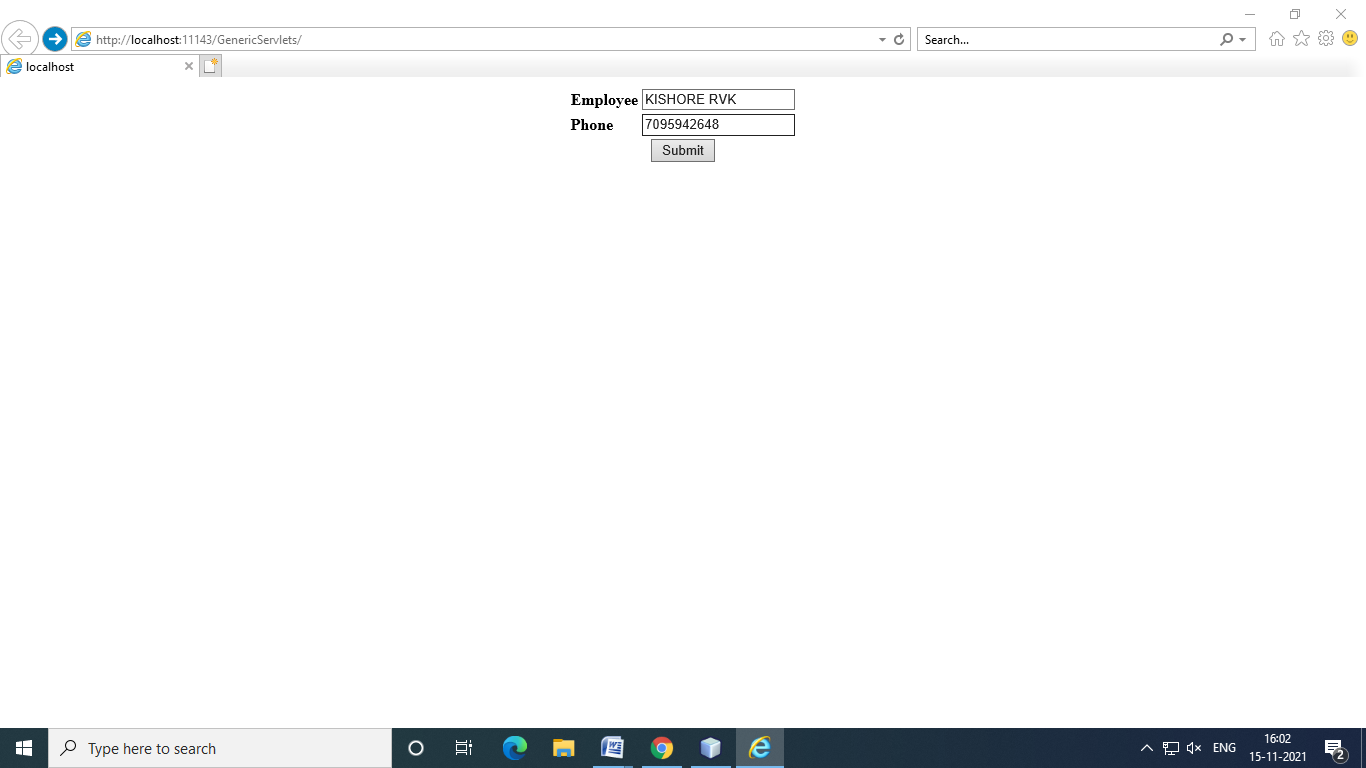 http://localhost:11143/GenericServlets/
Search...
localhost
Employee KISHORE RVK
Phone 7095942648
Submit
Type here to search
ENG
16:02
15-11-2021
2